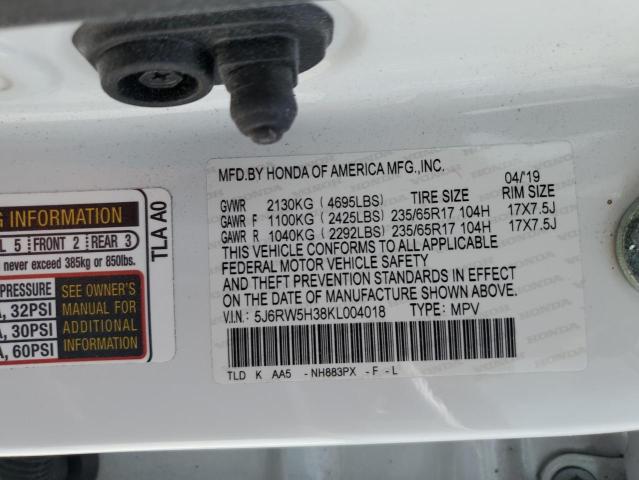 MFD.BY HONDA OF AMERICA MFG.,INC. 04/19
GVWR 2130KG (4695LBS) TIRE SIZE RIM SIZE
GAWR F 1100KG (2425LBS) 235/65R17 104H 17X7.5J
GAWR R 1040KG (2292LBS) 235/65R17 104H 17X7.5J
THIS VEHICLE CONFORMS TO ALL APPLICABLE
FEDERAL MOTOR VEHICLE SAFETY
AND THEFT PREVENTION STANDARDS IN EFFECT
ON THE DATE OF MANUFACTURE SHOWN ABOVE.
V.I.N.: 5J6RW5H38KL004018 TYPE: MPV
TLD K AA5 -NH883PX -F -L
TLA A0
G INFORMATION
L 5 FRONT 2 REAR 3
never exceed 385kg or 850lbs.
PRESSURE
A, 32PSI
A, 30PSI
A, 60PSI
SEE OWNER'S
MANUAL FOR
ADDITIONAL
INFORMATION